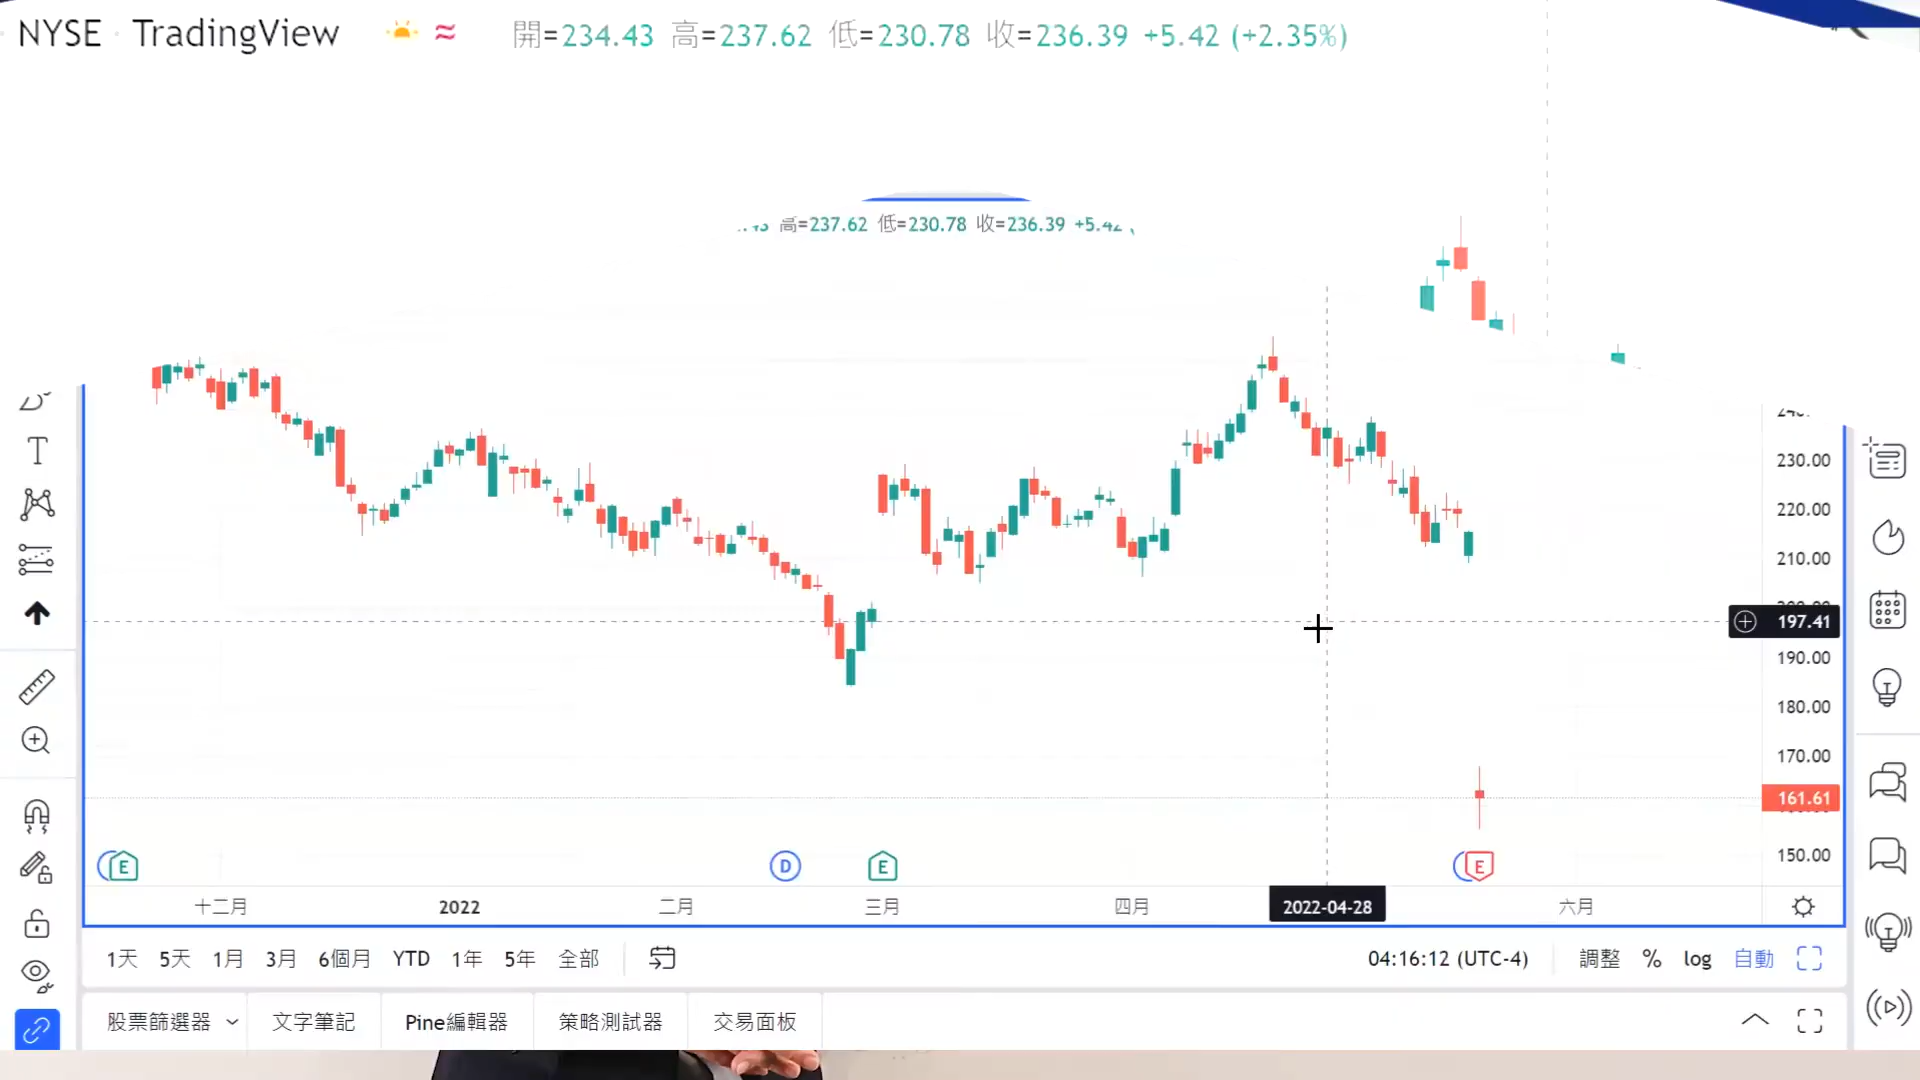 NYSE · TradingView 開=234.43 高=237.62 低=230.78 收=236.39 +5.42 (+2.35%)
高=237.62 低=230.78 收=236.39 +5.42
230.00
220.00
210.00
197.41
190.00
180.00
170.00
161.61
150.00
E D E E
十二月 2022 二月 三月 四月 2022-04-28 六月
1天 5天 1月 3月 6個月 YTD 1年 5年 全部 04:16:12 (UTC-4) 調整 % log 自動
股票篩選器 文字筆記 Pine編輯器 策略測試器 交易面板